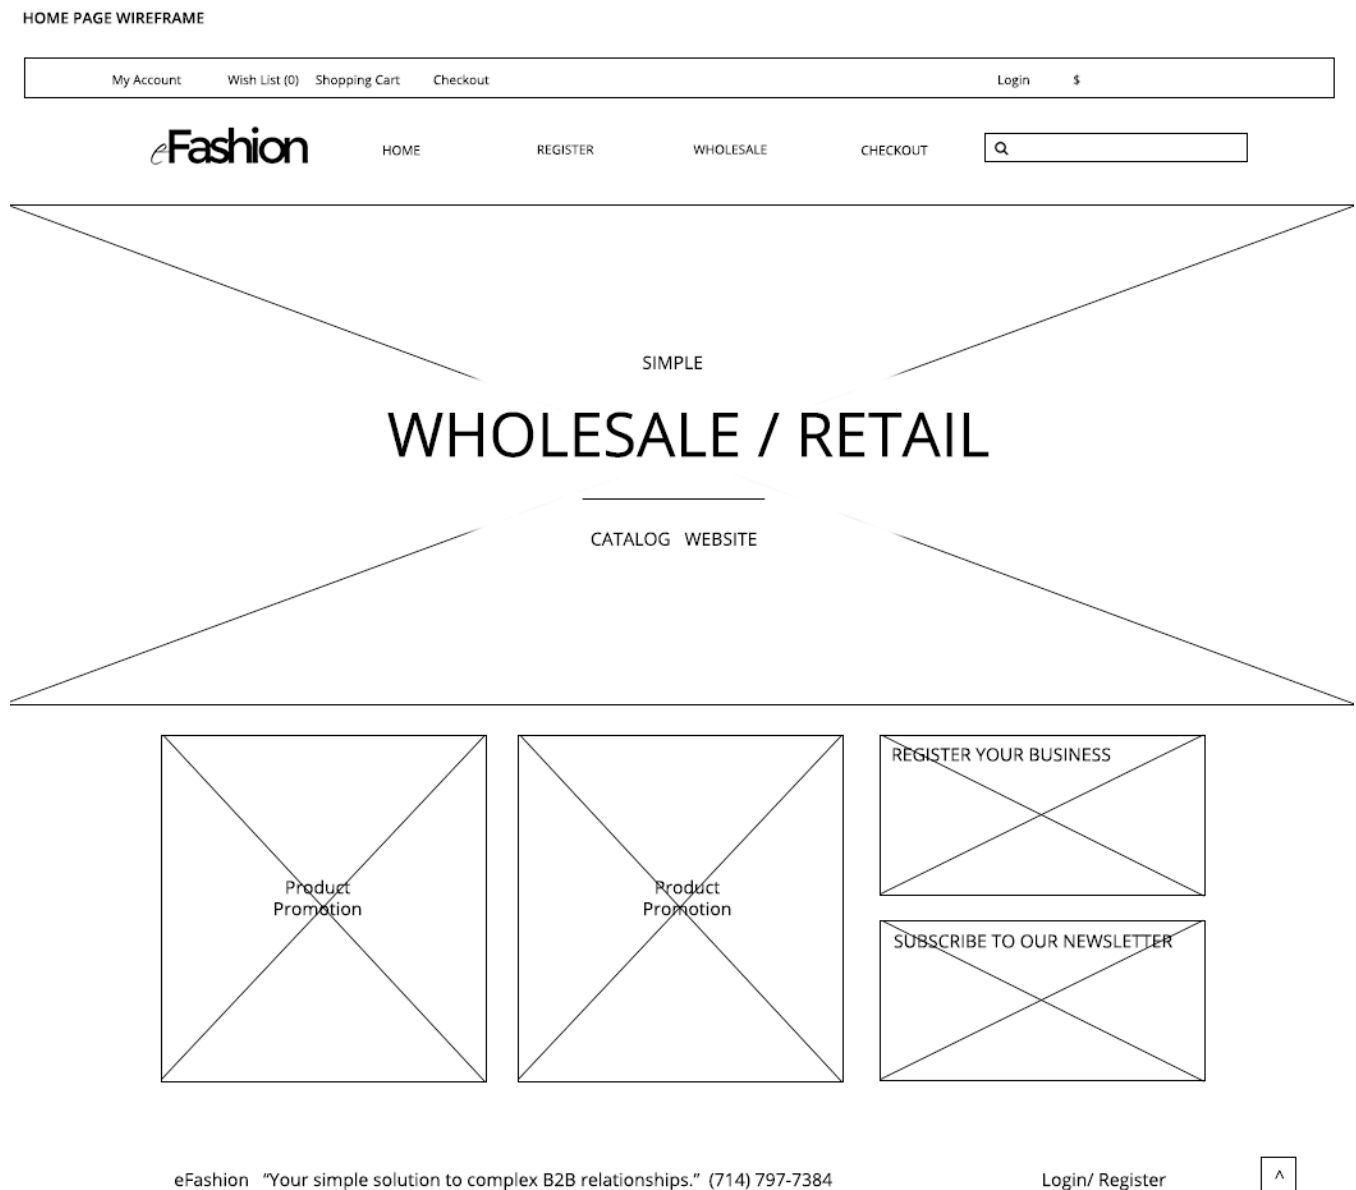 HOME PAGE WIREFRAME
My Account Wish List (0) Shopping Cart Checkout Login $
eFashion HOME REGISTER WHOLESALE CHECKOUT
SIMPLE
WHOLESALE / RETAIL
CATALOG WEBSITE
Product
Promotion
Product
Promotion
REGISTER YOUR BUSINESS
SUBSCRIBE TO OUR NEWSLETTER
eFashion “Your simple solution to complex B2B relationships.” (714) 797-7384 Login/ Register ^